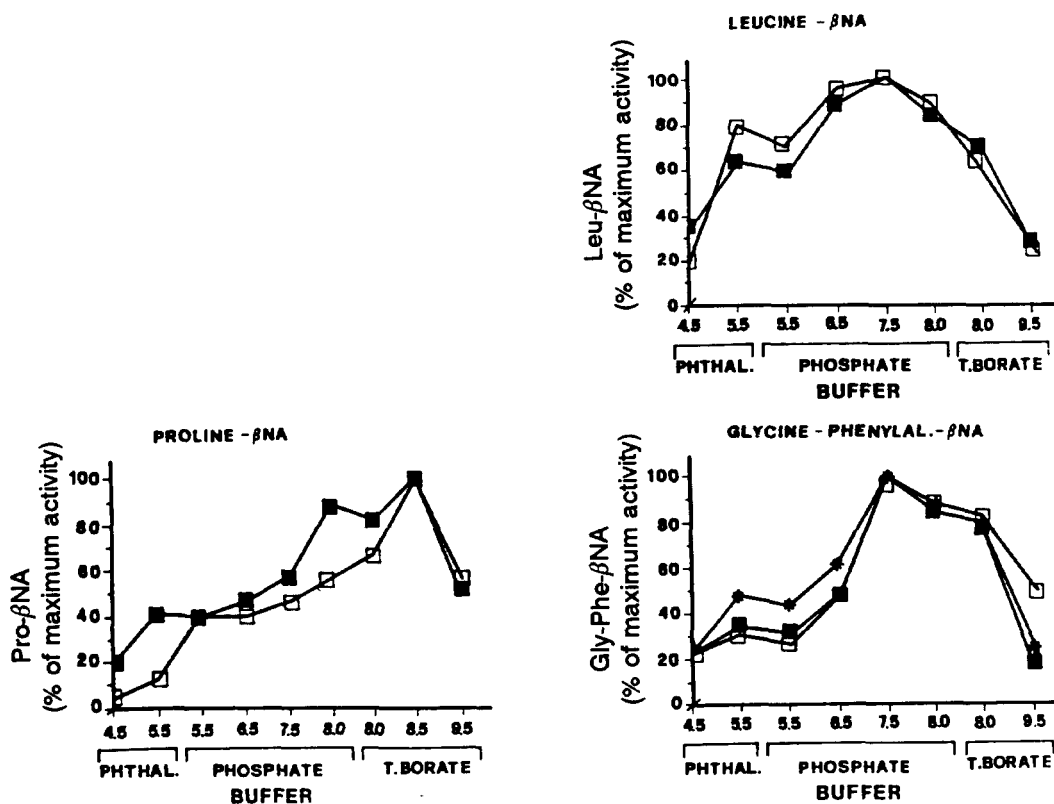 LEUCINE - βNA
Leu-βNA
(% of maximum activity)
100
80
60
40
20
0
4.5 5.5 5.5 6.5 7.5 8.0 8.0 9.5
PHTHAL. PHOSPHATE T.BORATE
BUFFER
PROLINE - βNA
Pro-βNA
(% of maximum activity)
100
80
60
40
20
0
4.5 5.5 5.5 6.5 7.5 8.0 8.0 8.5 9.5
PHTHAL. PHOSPHATE T.BORATE
BUFFER
GLYCINE - PHENYLAL.-βNA
Gly-Phe-βNA
(% of maximum activity)
100
80
60
40
20
0
4.5 5.5 5.5 6.5 7.5 8.0 8.0 9.5
PHTHAL. PHOSPHATE T.BORATE
BUFFER